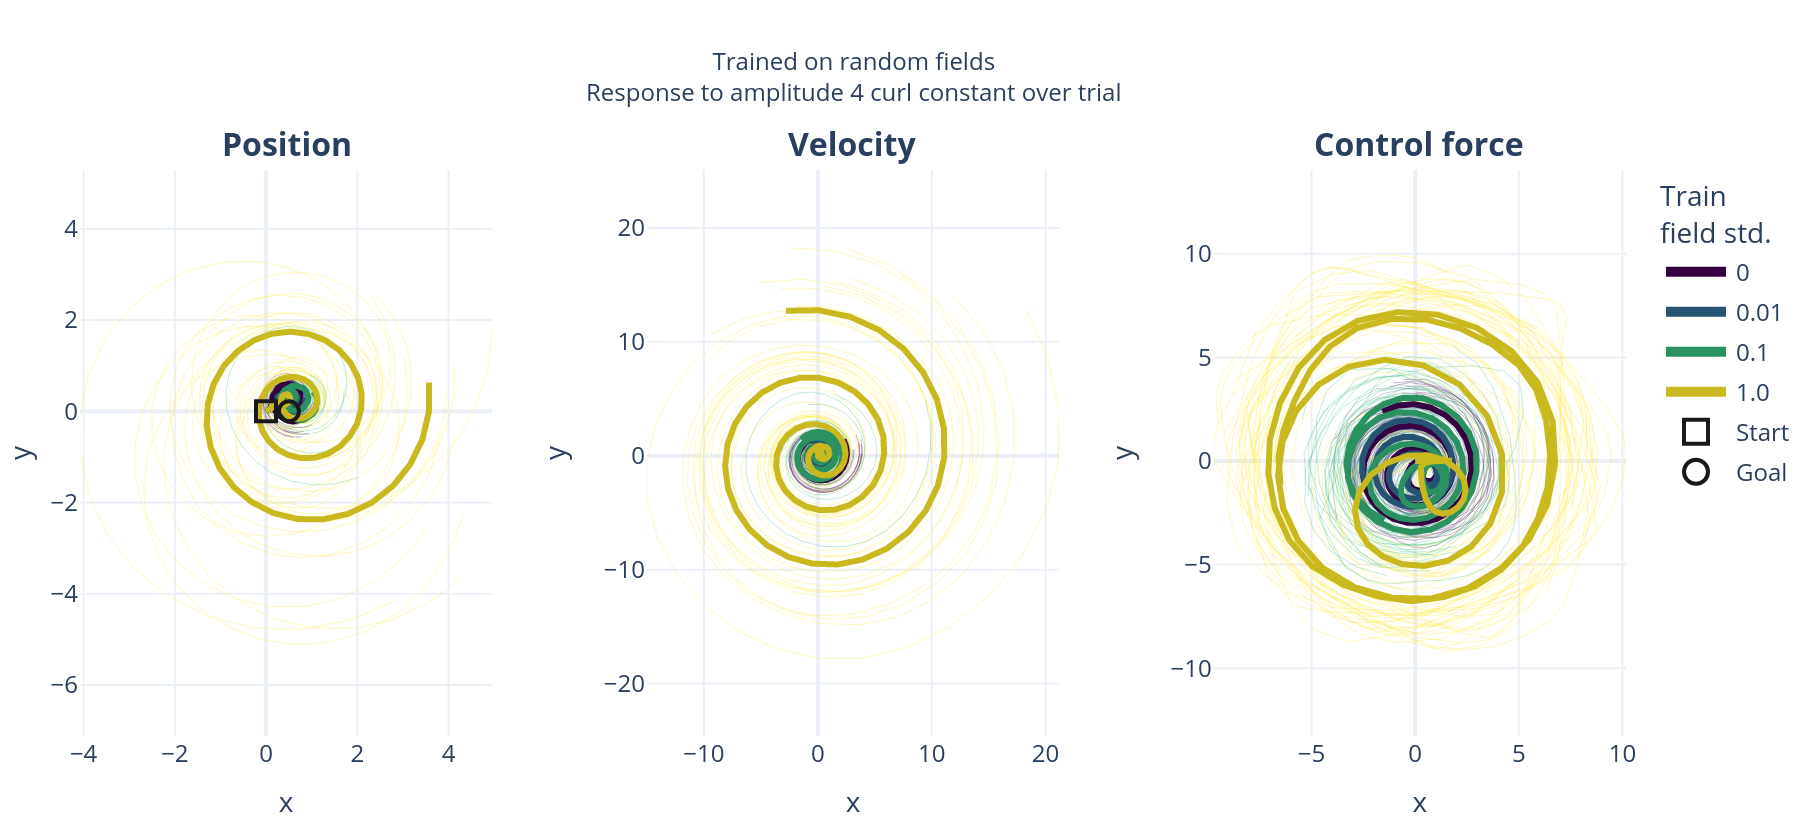 Trained on random fields
Response to amplitude 4 curl constant over trial
Position
Velocity
Control force
4
2
0
−2
−4
−6
y
−4
−2
0
2
4
x
20
10
0
−10
−20
y
−10
0
10
20
x
10
5
0
−5
−10
y
−5
0
5
10
x
Train
field std.
0
0.01
0.1
1.0
Start
Goal